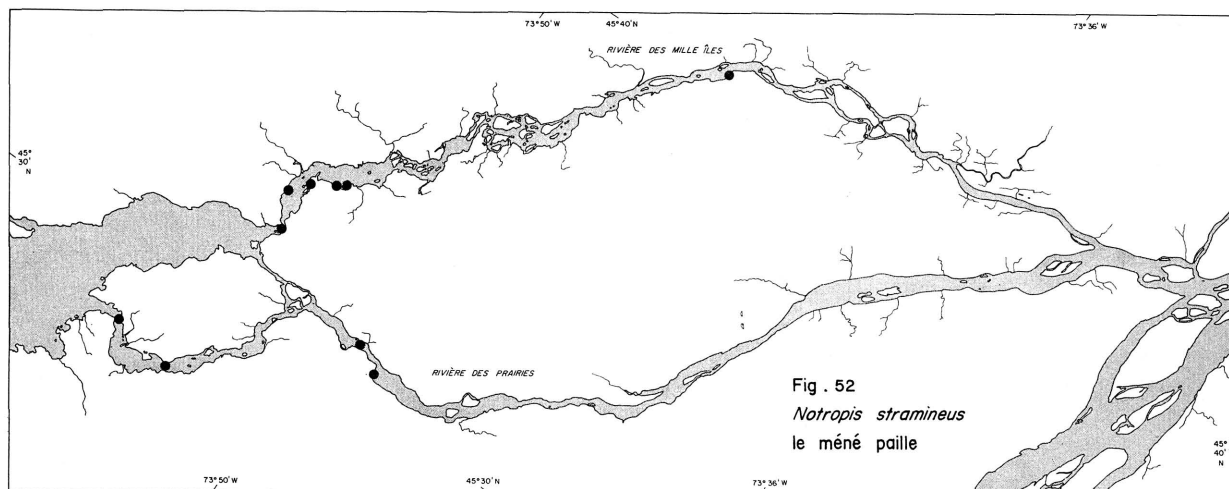 73°50'W 45°40'N 73°36'W
RIVIÈRE DES MILLE ÎLES
45°
30'
N
RIVIÈRE DES PRAIRIES
Fig. 52
Notropis stramineus
le méné paille
45°
40'
N
73°50'W 45°30'N 73°36'W